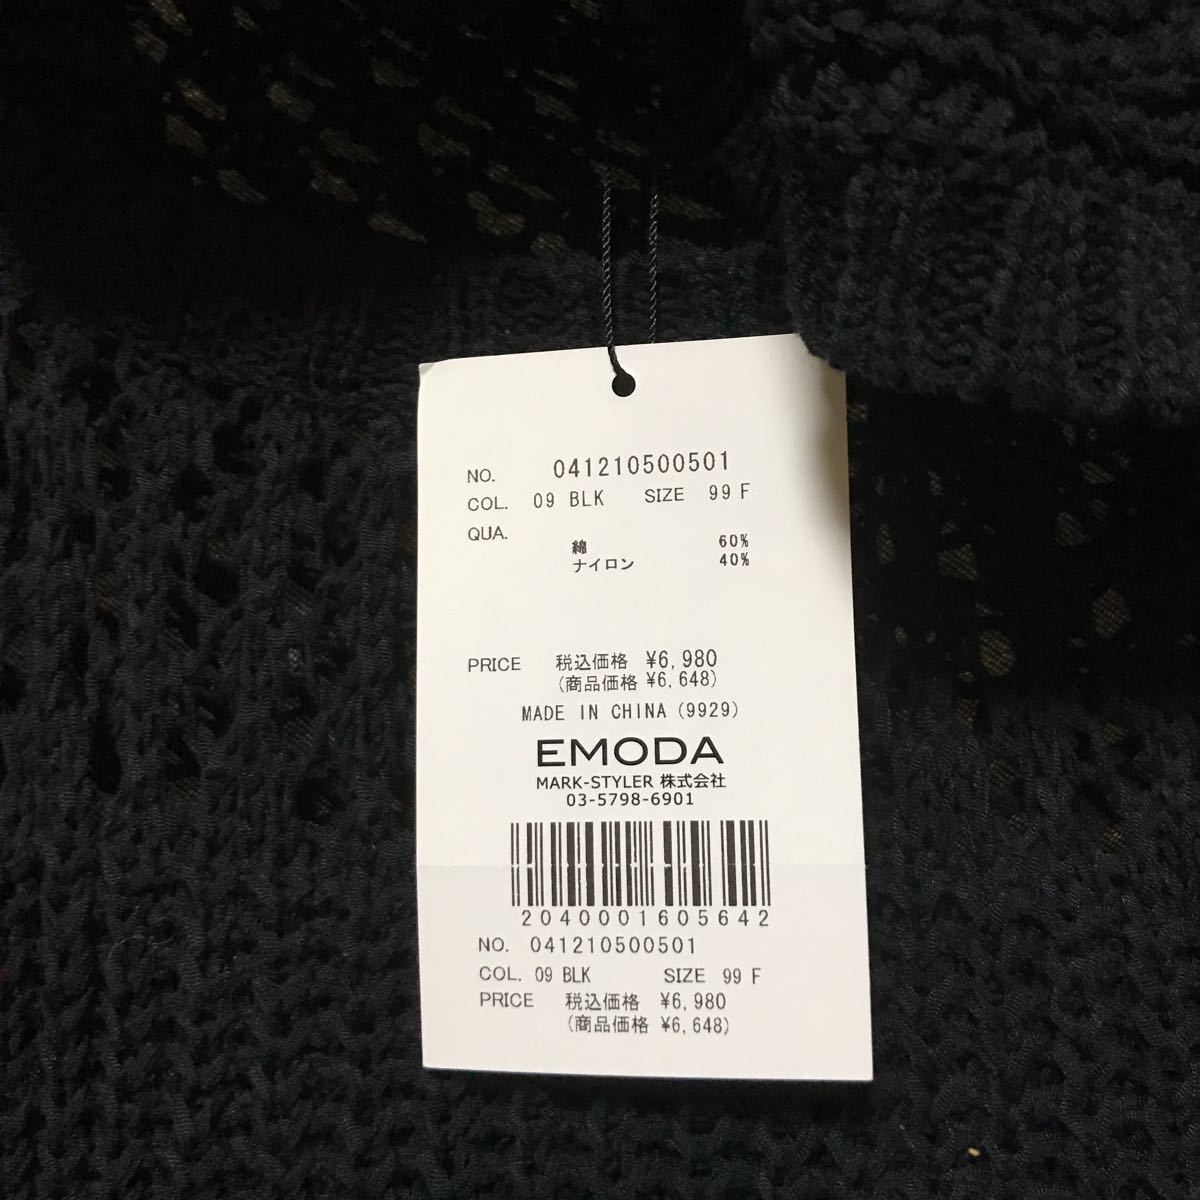 NO. 041210500501
COL. 09 BLK SIZE 99 F
QUA.
綿 60%
ナイロン 40%
PRICE 税込価格 ¥6,980
(商品価格 ¥6,648)
MADE IN CHINA (9929)
EMODA
MARK-STYLER 株式会社
03-5798-6901
2040001605642
NO. 041210500501
COL. 09 BLK SIZE 99 F
PRICE 税込価格 ¥6,980
(商品価格 ¥6,648)